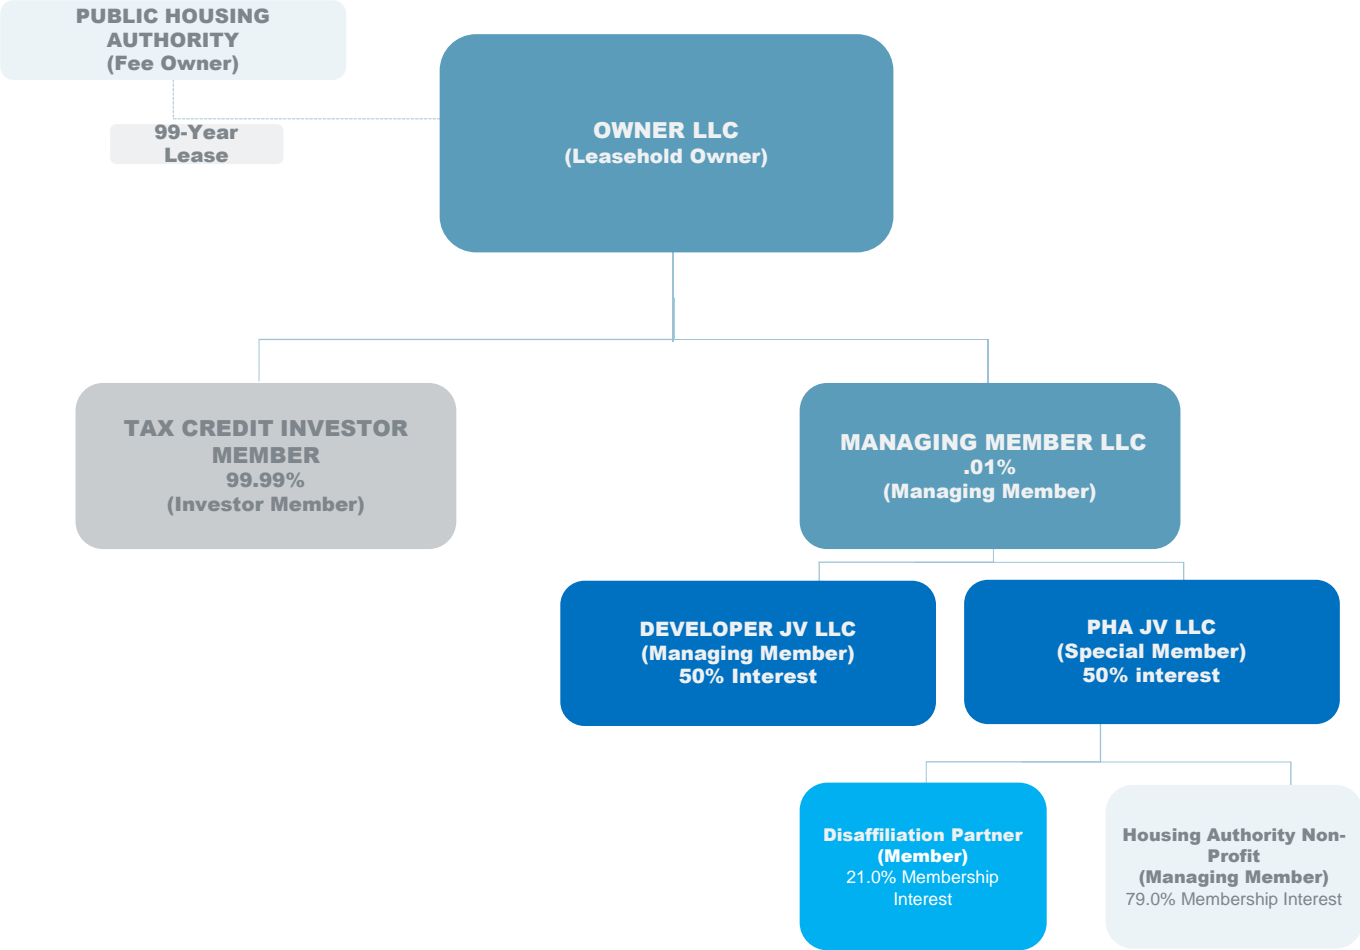 PUBLIC HOUSING
AUTHORITY
(Fee Owner)
99-Year
Lease
OWNER LLC
(Leasehold Owner)
TAX CREDIT INVESTOR
MEMBER
99.99%
(Investor Member)
MANAGING MEMBER LLC
.01%
(Managing Member)
DEVELOPER JV LLC
(Managing Member)
50% Interest
PHA JV LLC
(Special Member)
50% interest
Disaffiliation Partner
(Member)
21.0% Membership
Interest
Housing Authority Non-
Profit
(Managing Member)
79.0% Membership Interest